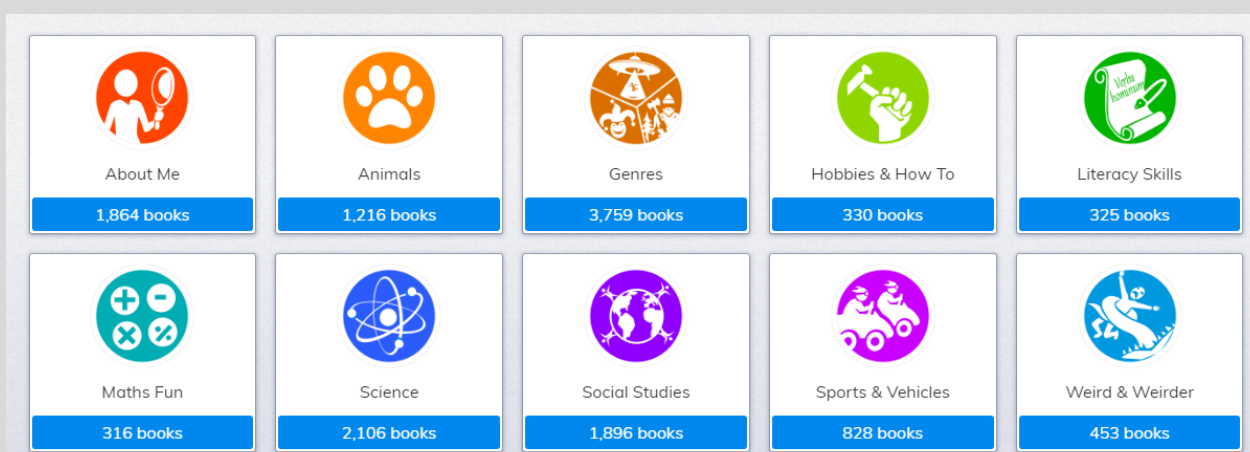 Verbu
hominum
About Me
Animals
Genres
Hobbies & How To
Literacy Skills
1,864 books
1,216 books
3,759 books
330 books
325 books
Maths Fun
Science
Social Studies
Sports & Vehicles
Weird & Weirder
316 books
2,106 books
1,896 books
828 books
453 books